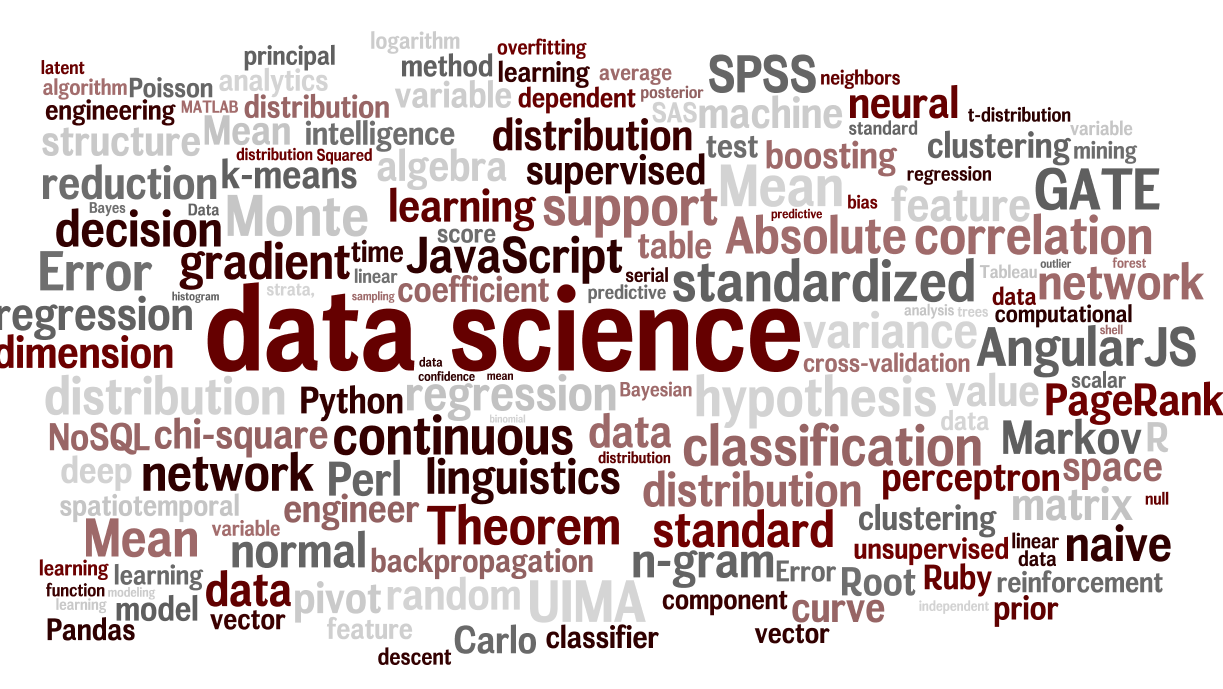 logarithm
principal
overfitting
latent
method
learning
average
SPSS
neighbors
algorithm
Poisson
analytics
variable
dependent
posterior
engineering
MATLAB
distribution
SAS
machine
neural
t-distribution
structure
Mean
intelligence
distribution
test
standard
clustering
variable
mining
distribution Squared
algebra
supervised
boosting
regression
reduction
k-means
Mean
bias
feature
GATE
Bayes
Data
Monte
learning
support
predictive
decision
score
Absolute
correlation
Error
gradient
time
JavaScript
table
linear
serial
Tableau
outlier
forest
histogram
strata,
sampling
coefficient
predictive
standardized
data
network
regression
data science
variance
analysis
trees
computational
shell
dimension
data
cross-validation
AngularJS
confidence
mean
distribution
Python
regression
Bayesian
hypothesis
value
scalar
PageRank
binomial
data
NoSQL
chi-square
continuous
data
classification
Markov
R
deep
network
Perl
linguistics
distribution
perceptron
space
spatiotemporal
engineer
distribution
matrix
null
Mean
variable
Theorem
standard
clustering
normal
backpropagation
n-gram
unsupervised
linear
data
naive
learning
learning
Error
Root
Ruby
reinforcement
function
modeling
data
pivot
random
UIMA
component
curve
independent
prior
learning
model
vector
feature
Pandas
Carlo
classifier
vector
descent